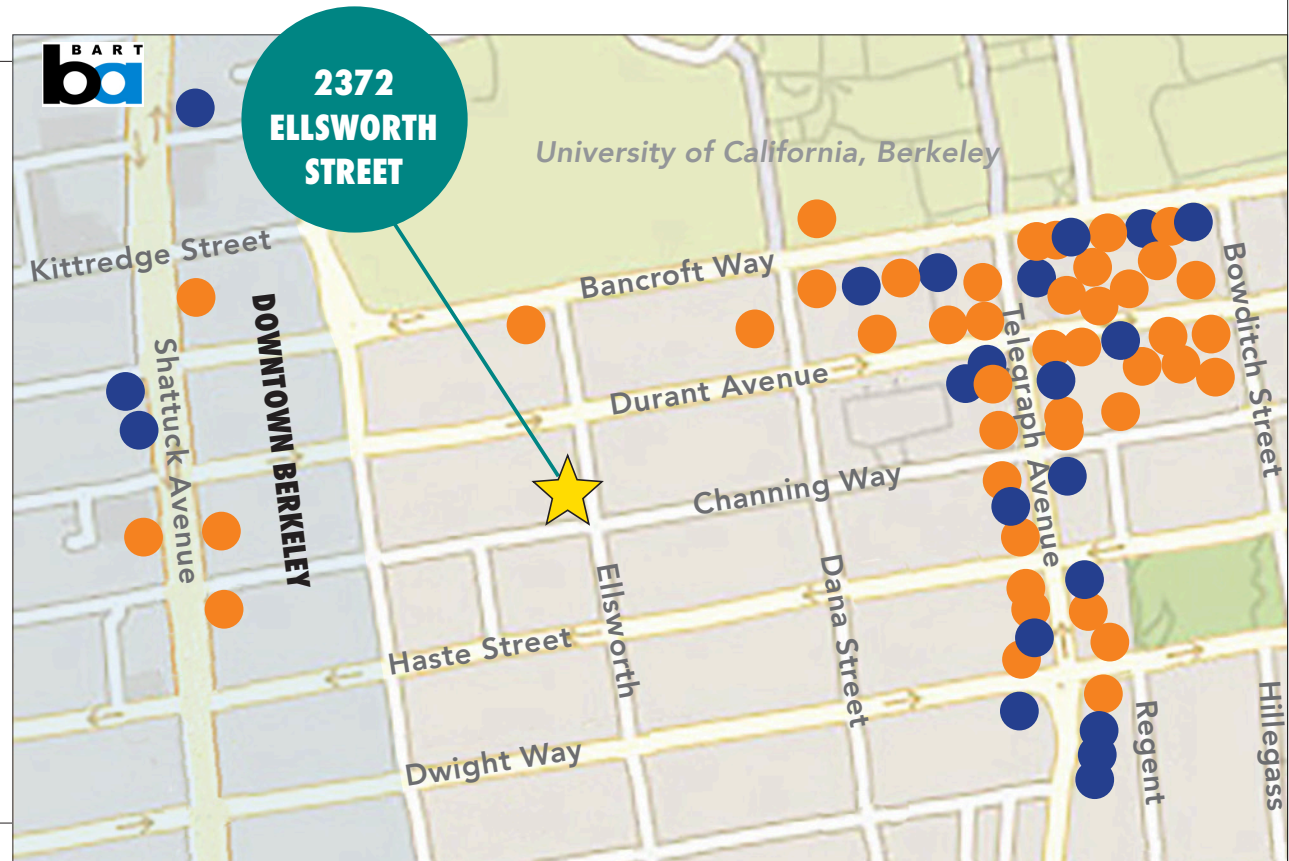 BART
ba
2372
ELLSWORTH
STREET
University of California, Berkeley
Kittredge Street
Bancroft Way
Bowditch Street
DOWNTOWN BERKELEY
Shattuck Avenue
Telegraph Avenue
Durant Avenue
Channing Way
Ellsworth
Dana Street
Haste Street
Dwight Way
Regent
Hillegass